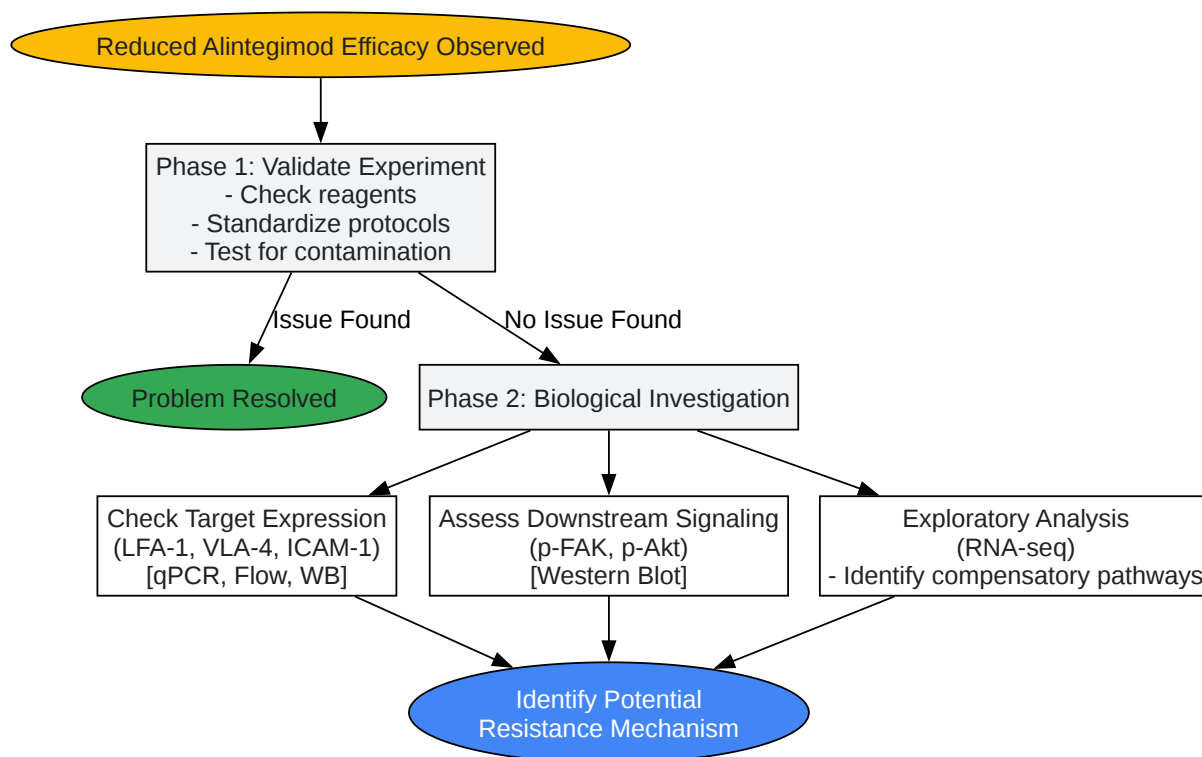 Reduced Alintegimod Efficacy Observed
Phase 1: Validate Experiment
- Check reagents
- Standardize protocols
- Test for contamination
Issue Found
No Issue Found
Problem Resolved
Phase 2: Biological Investigation
Check Target Expression
(LFA-1, VLA-4, ICAM-1)
[qPCR, Flow, WB]
Assess Downstream Signaling
(p-FAK, p-Akt)
[Western Blot]
Exploratory Analysis
(RNA-seq)
- Identify compensatory pathways
Identify Potential
Resistance Mechanism